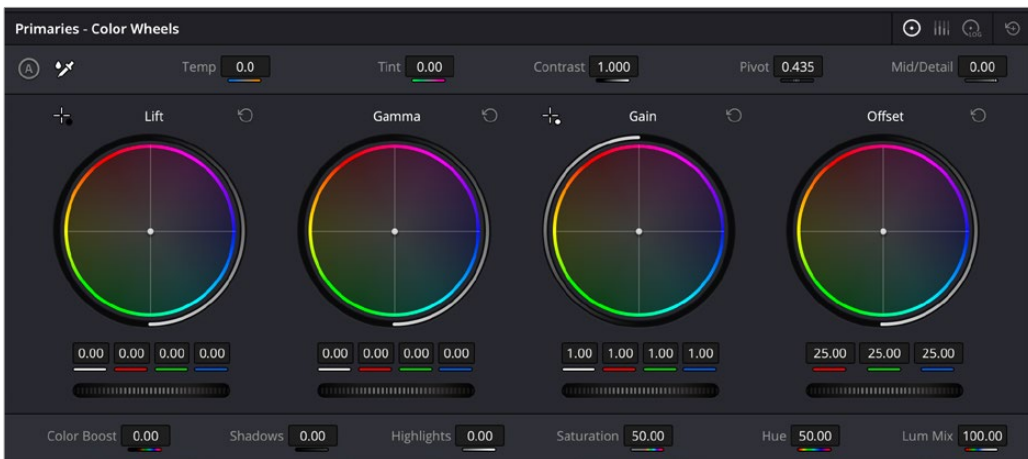 Primaries - Color Wheels
LOG
A Temp 0.0 Tint 0.00 Contrast 1.000 Pivot 0.435 Mid/Detail 0.00
Lift Gamma Gain Offset
0.00 0.00 0.00 0.00 0.00 0.00 0.00 0.00 1.00 1.00 1.00 1.00 25.00 25.00 25.00
Color Boost 0.00 Shadows 0.00 Highlights 0.00 Saturation 50.00 Hue 50.00 Lum Mix 100.00